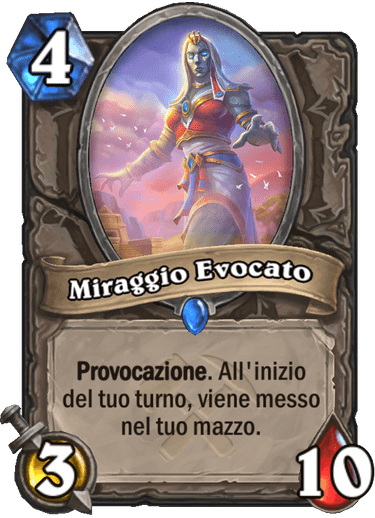 4
Miraggio Evocato
Provocazione. All'inizio
del tuo turno, viene messo
nel tuo mazzo.
3
10